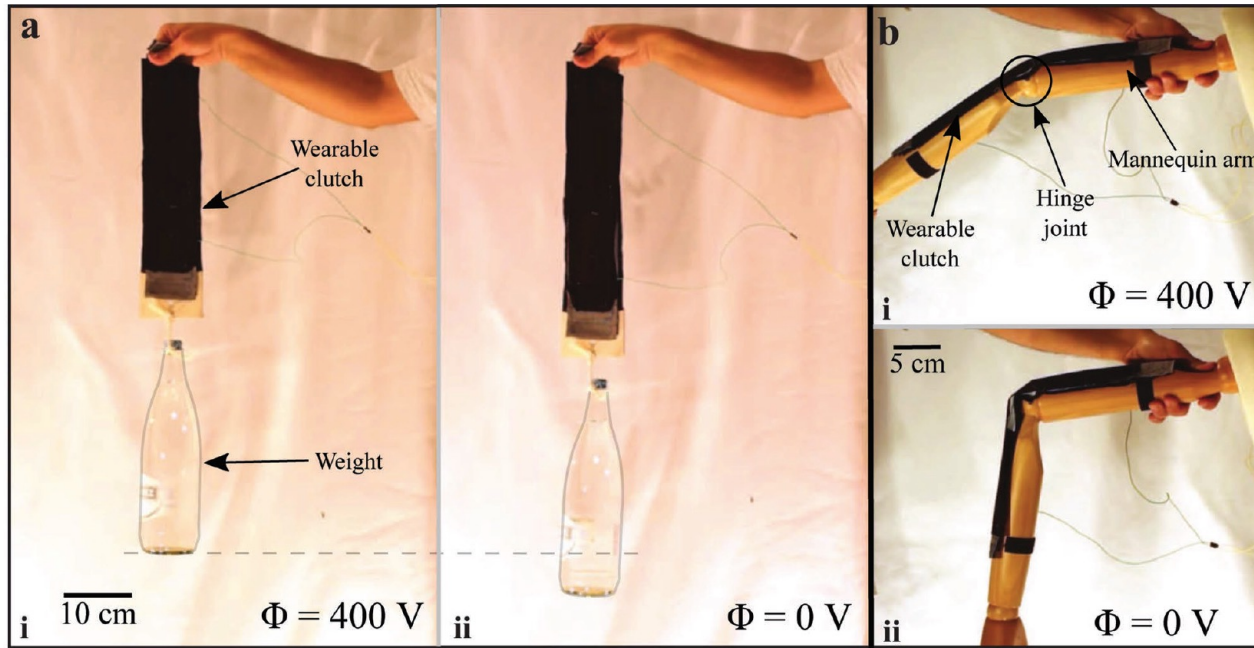 a
Wearable
clutch
Weight
10 cm
i
Φ = 400 V
ii
Φ = 0 V
b
Mannequin arm
Hinge
joint
Wearable
clutch
i
Φ = 400 V
5 cm
ii
Φ = 0 V